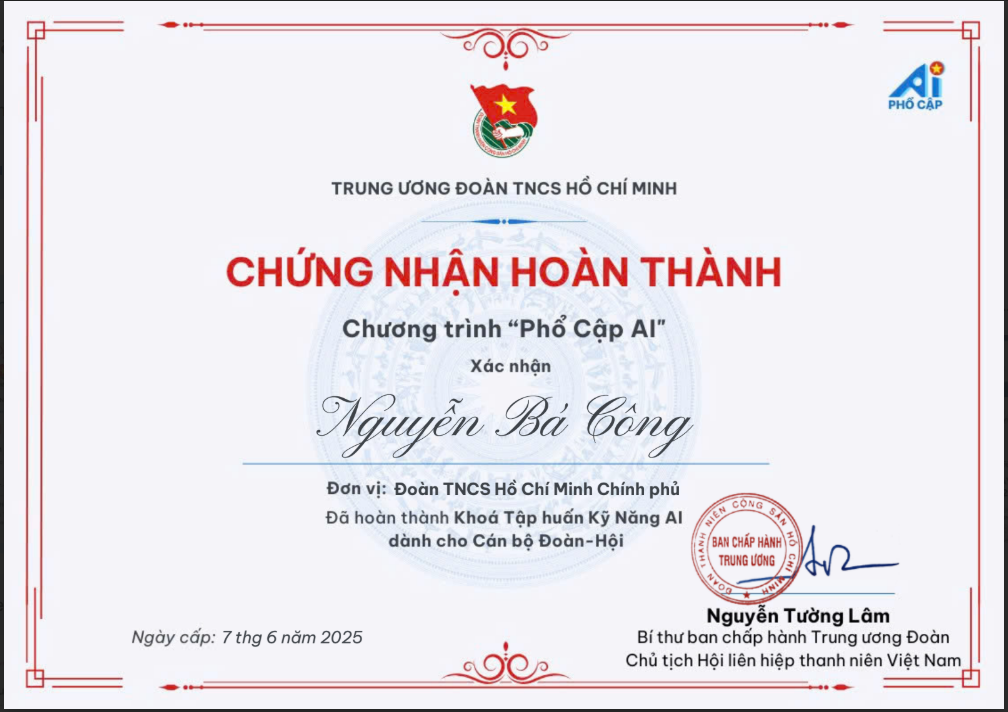 Ai
PHỔ CẬP
TRUNG ƯƠNG ĐOÀN TNCS HỒ CHÍ MINH
CHỨNG NHẬN HOÀN THÀNH
Chương trình “Phổ Cập AI"
Xác nhận
Nguyễn Bá Công
Đơn vị: Đoàn TNCS Hồ Chí Minh Chính phủ
Đã hoàn thành Khoá Tập huấn Kỹ Năng AI
dành cho Cán bộ Đoàn-Hội
ĐOÀN THANH NIÊN CỘNG SẢN HỒ CHÍ MINH
BAN CHẤP HÀNH
TRUNG ƯƠNG
Nguyễn Tường Lâm
Bí thư ban chấp hành Trung ương Đoàn
Chủ tịch Hội liên hiệp thanh niên Việt Nam
Ngày cấp: 7 thg 6 năm 2025